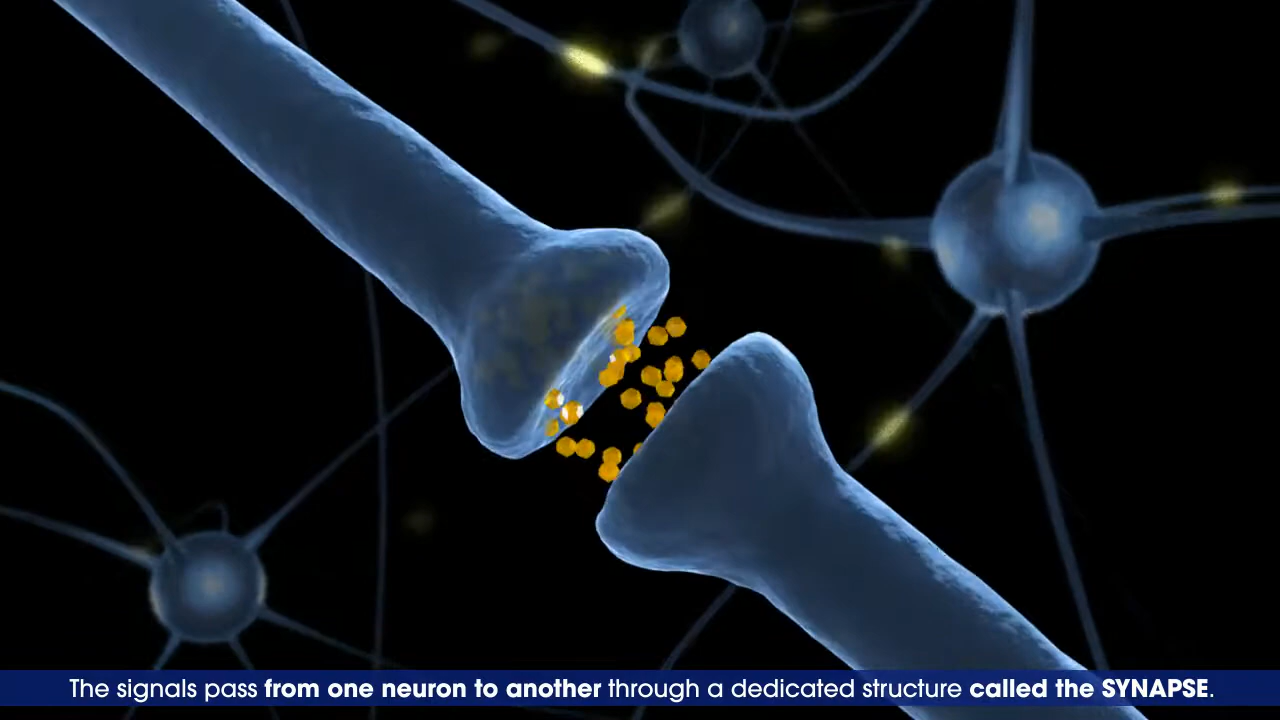 The signals pass from one neuron to another through a dedicated structure called the SYNAPSE.